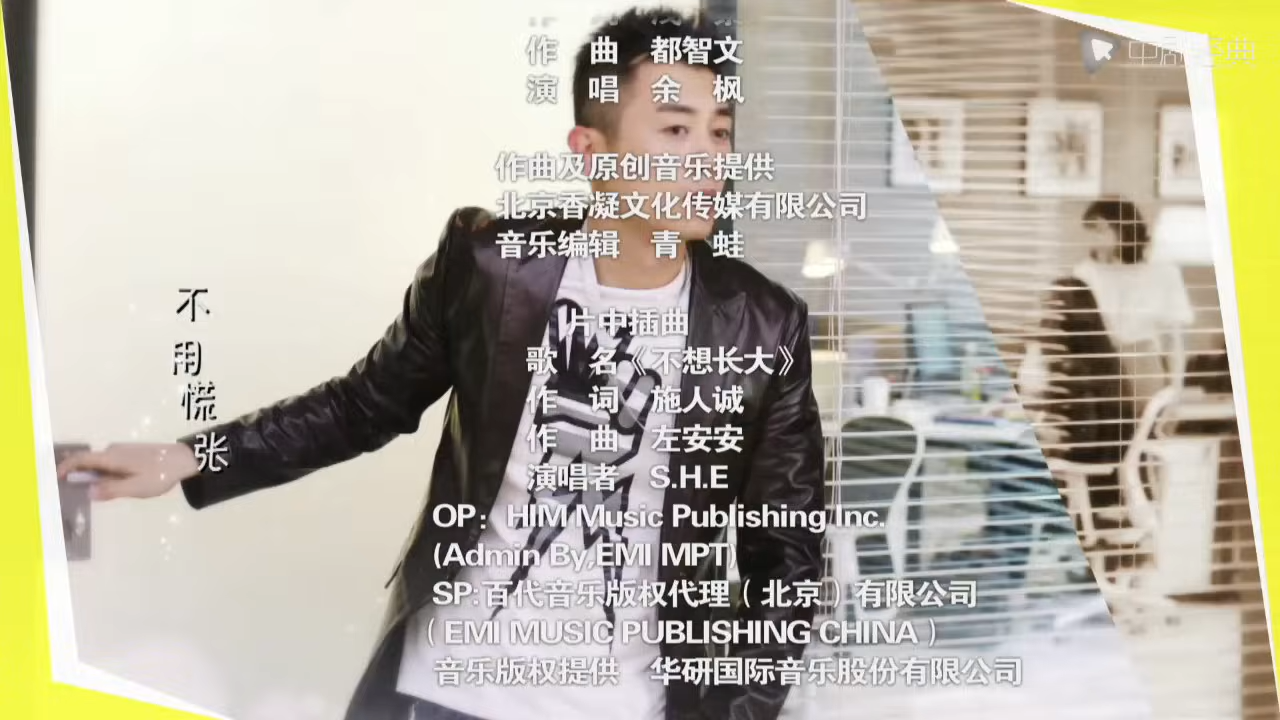 作 曲 都智文
演 唱 余 枫
作曲及原创音乐提供
北京香凝文化传媒有限公司
音乐编辑 青 蛙
片中插曲
歌 名《不想长大》
作 词 施人诚
作 曲 左安安
演唱者 S.H.E
OP：HIM Music Publishing Inc.
(Admin By,EMI MPT)
SP:百代音乐版权代理（北京）有限公司
（EMI MUSIC PUBLISHING CHINA）
音乐版权提供 华研国际音乐股份有限公司
不用慌张